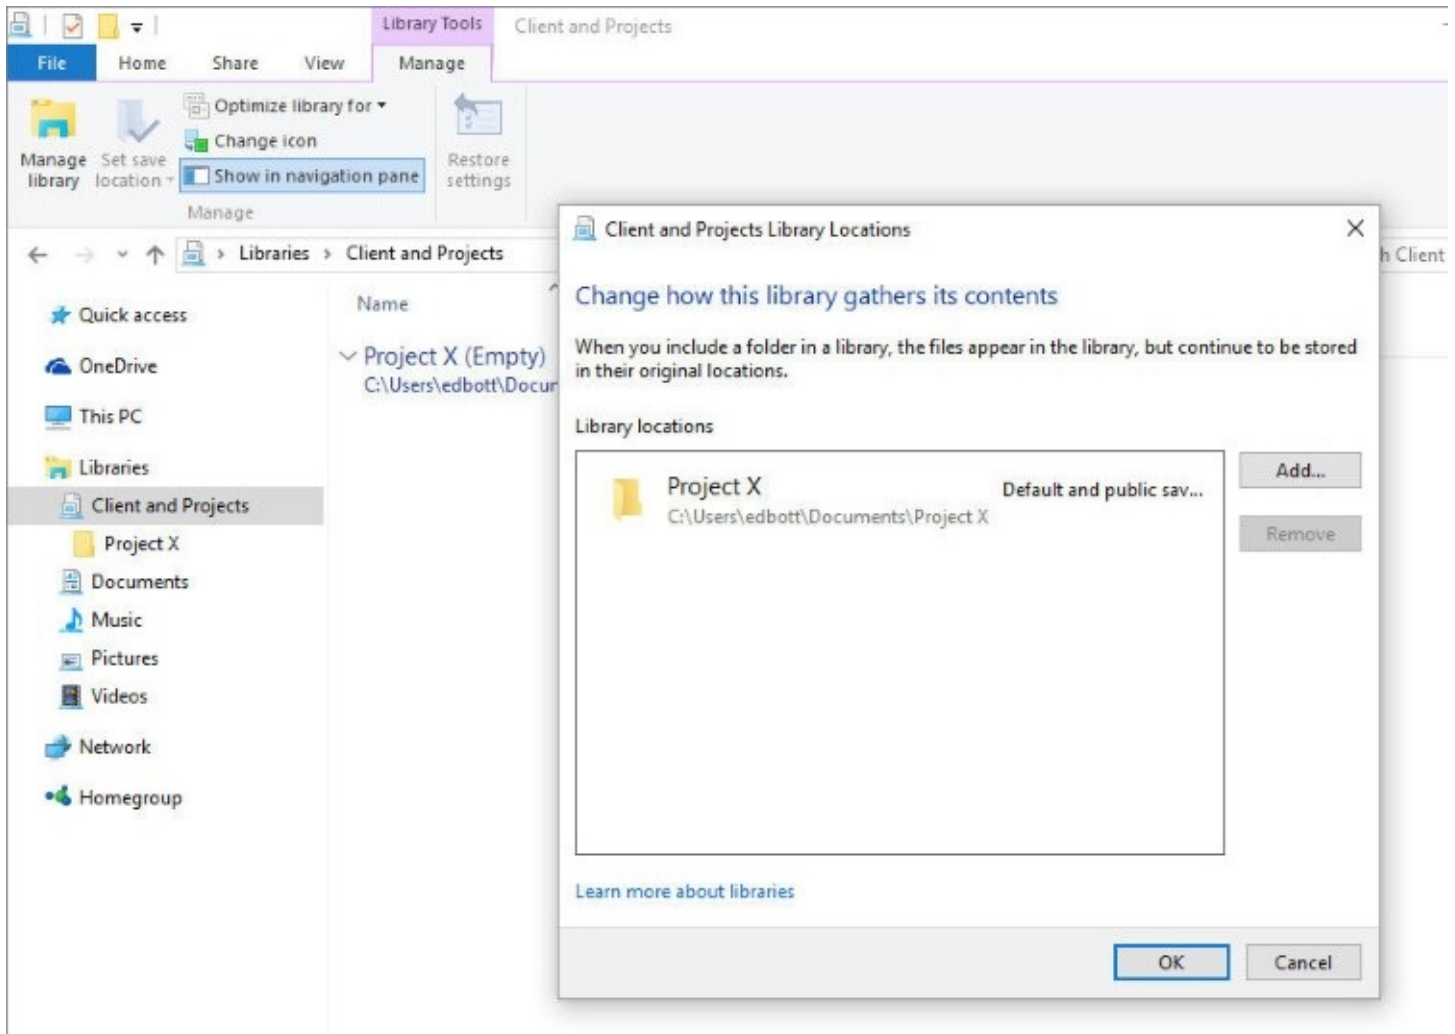 Library Tools
Client and Projects
File
Home
Share
View
Manage
Manage library
Set save location
Optimize library for
Change icon
Show in navigation pane
Restore settings
Manage
Libraries > Client and Projects
h Client
Quick access
OneDrive
This PC
Libraries
Client and Projects
Project X
Documents
Music
Pictures
Videos
Network
Homegroup
Name
Project X (Empty)
C:\Users\edbott\Docur
Client and Projects Library Locations
Change how this library gathers its contents
When you include a folder in a library, the files appear in the library, but continue to be stored
in their original locations.
Library locations
Project X
Default and public sav...
C:\Users\edbott\Documents\Project X
Add...
Remove
Learn more about libraries
OK
Cancel